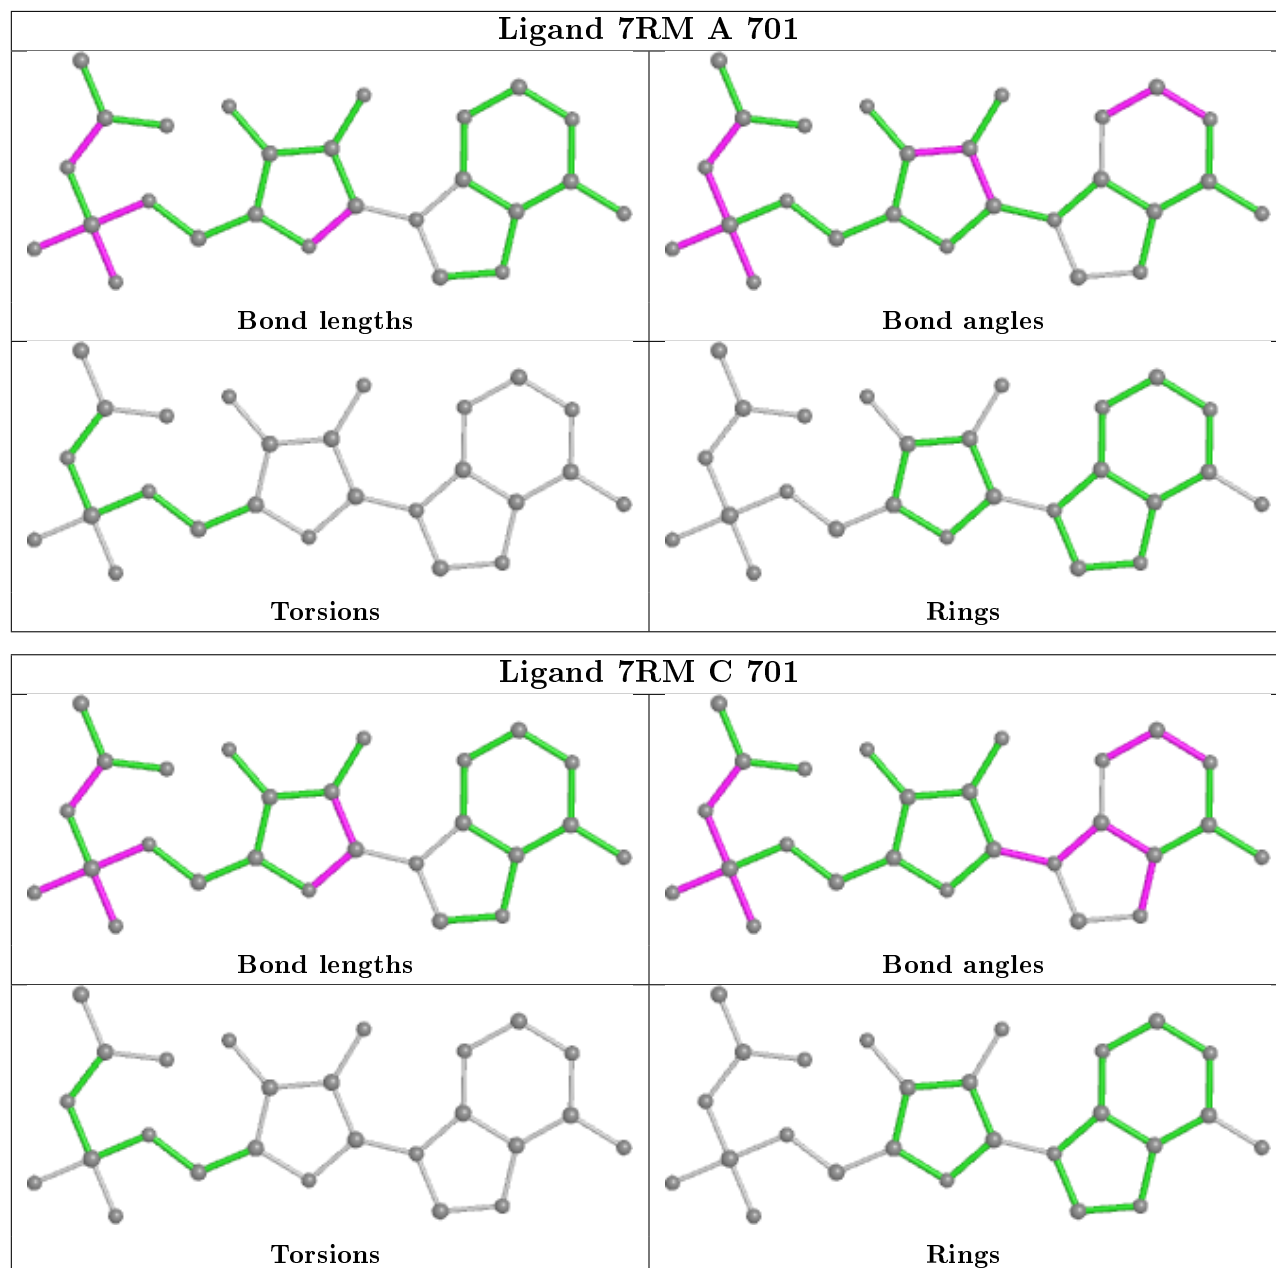 Ligand 7RM A 701
Bond lengths
Bond angles
Torsions
Rings
Ligand 7RM C 701
Bond lengths
Bond angles
Torsions
Rings